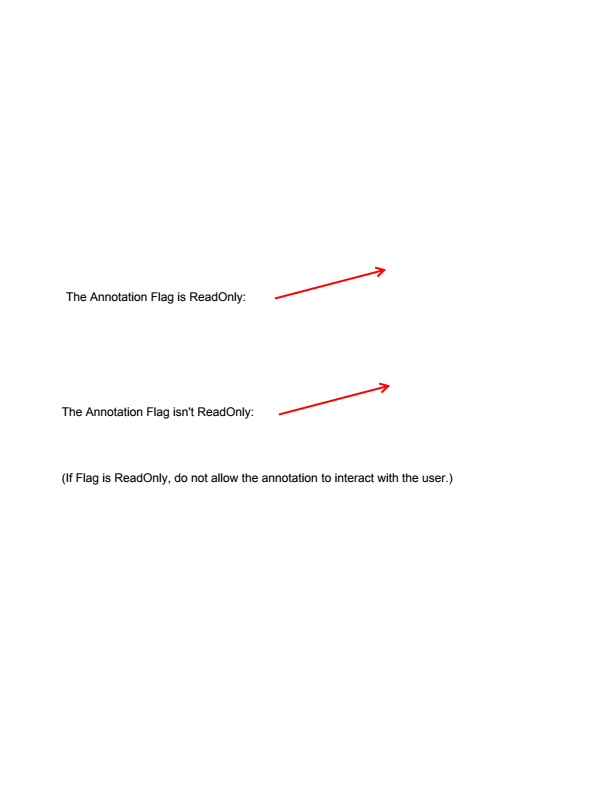 The Annotation Flag is ReadOnly:
The Annotation Flag isn't ReadOnly:
(If Flag is ReadOnly, do not allow the annotation to interact with the user.)